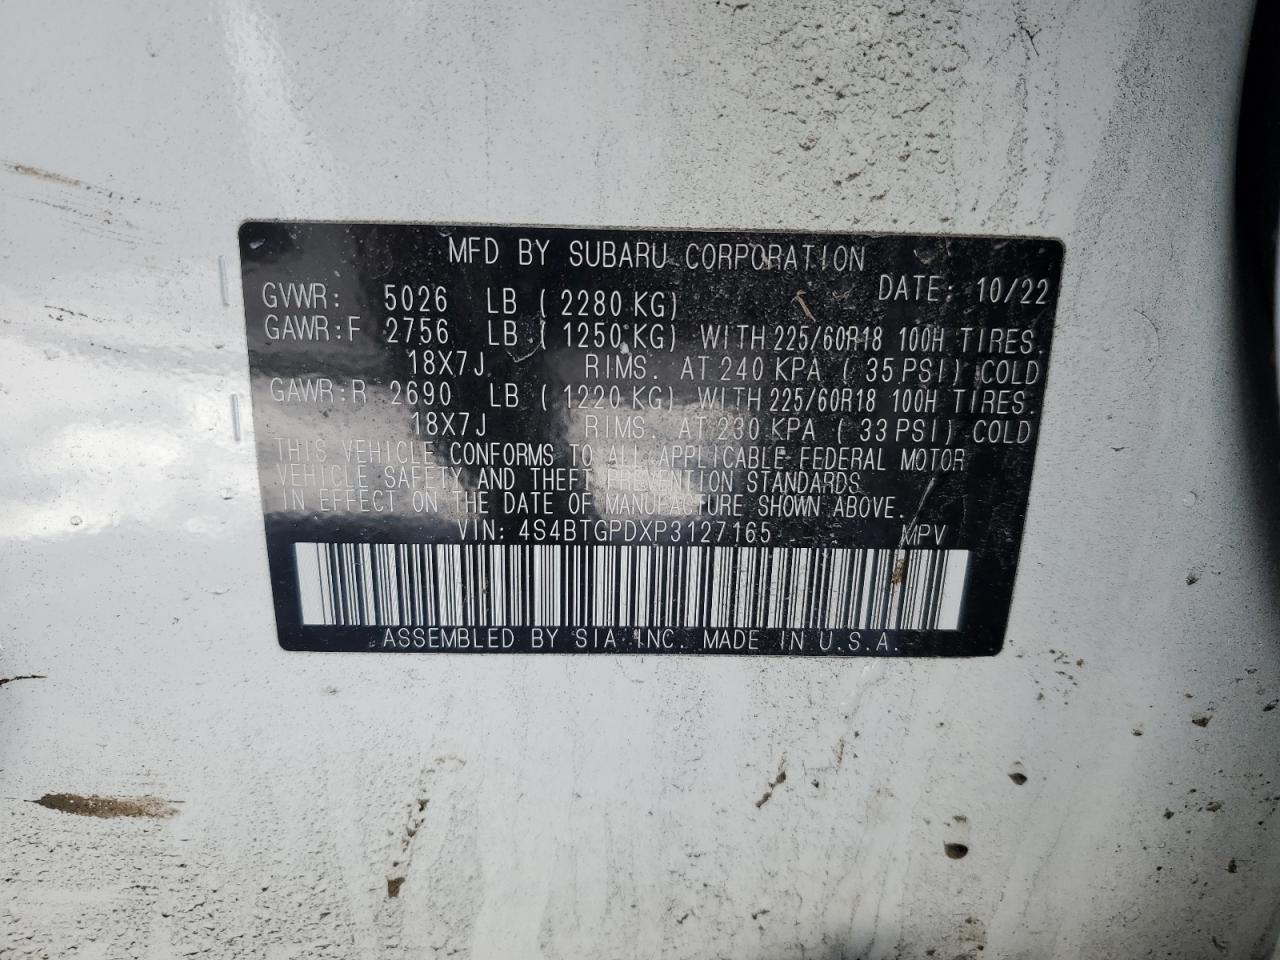 MFD BY SUBARU CORPORATION
DATE: 10/22
GVWR: 5026 LB ( 2280 KG)
GAWR:F 2756 LB ( 1250 KG) WITH 225/60R18 100H TIRES.
18X7J RIMS. AT 240 KPA ( 35 PSI) COLD
GAWR:R 2690 LB ( 1220 KG) WITH 225/60R18 100H TIRES.
18X7J RIMS. AT 230 KPA ( 33 PSI) COLD
THIS VEHICLE CONFORMS TO ALL APPLICABLE FEDERAL MOTOR
VEHICLE SAFETY AND THEFT PREVENTION STANDARDS
IN EFFECT ON THE DATE OF MANUFACTURE SHOWN ABOVE.
VIN: 4S4BTGPDXP3127165 MPV
ASSEMBLED BY SIA INC. MADE IN U.S.A.